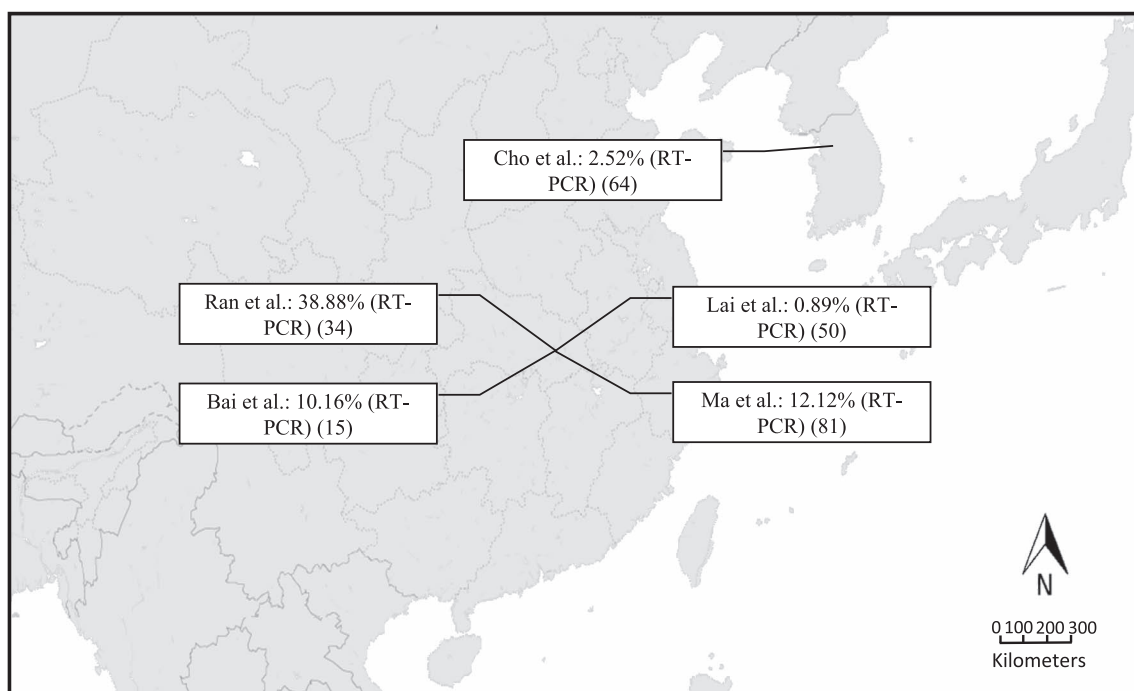 Cho et al.: 2.52% (RT-
PCR) (64)
Ran et al.: 38.88% (RT-
PCR) (34)
Lai et al.: 0.89% (RT-
PCR) (50)
Bai et al.: 10.16% (RT-
PCR) (15)
Ma et al.: 12.12% (RT-
PCR) (81)
N
0 100 200 300
Kilometers